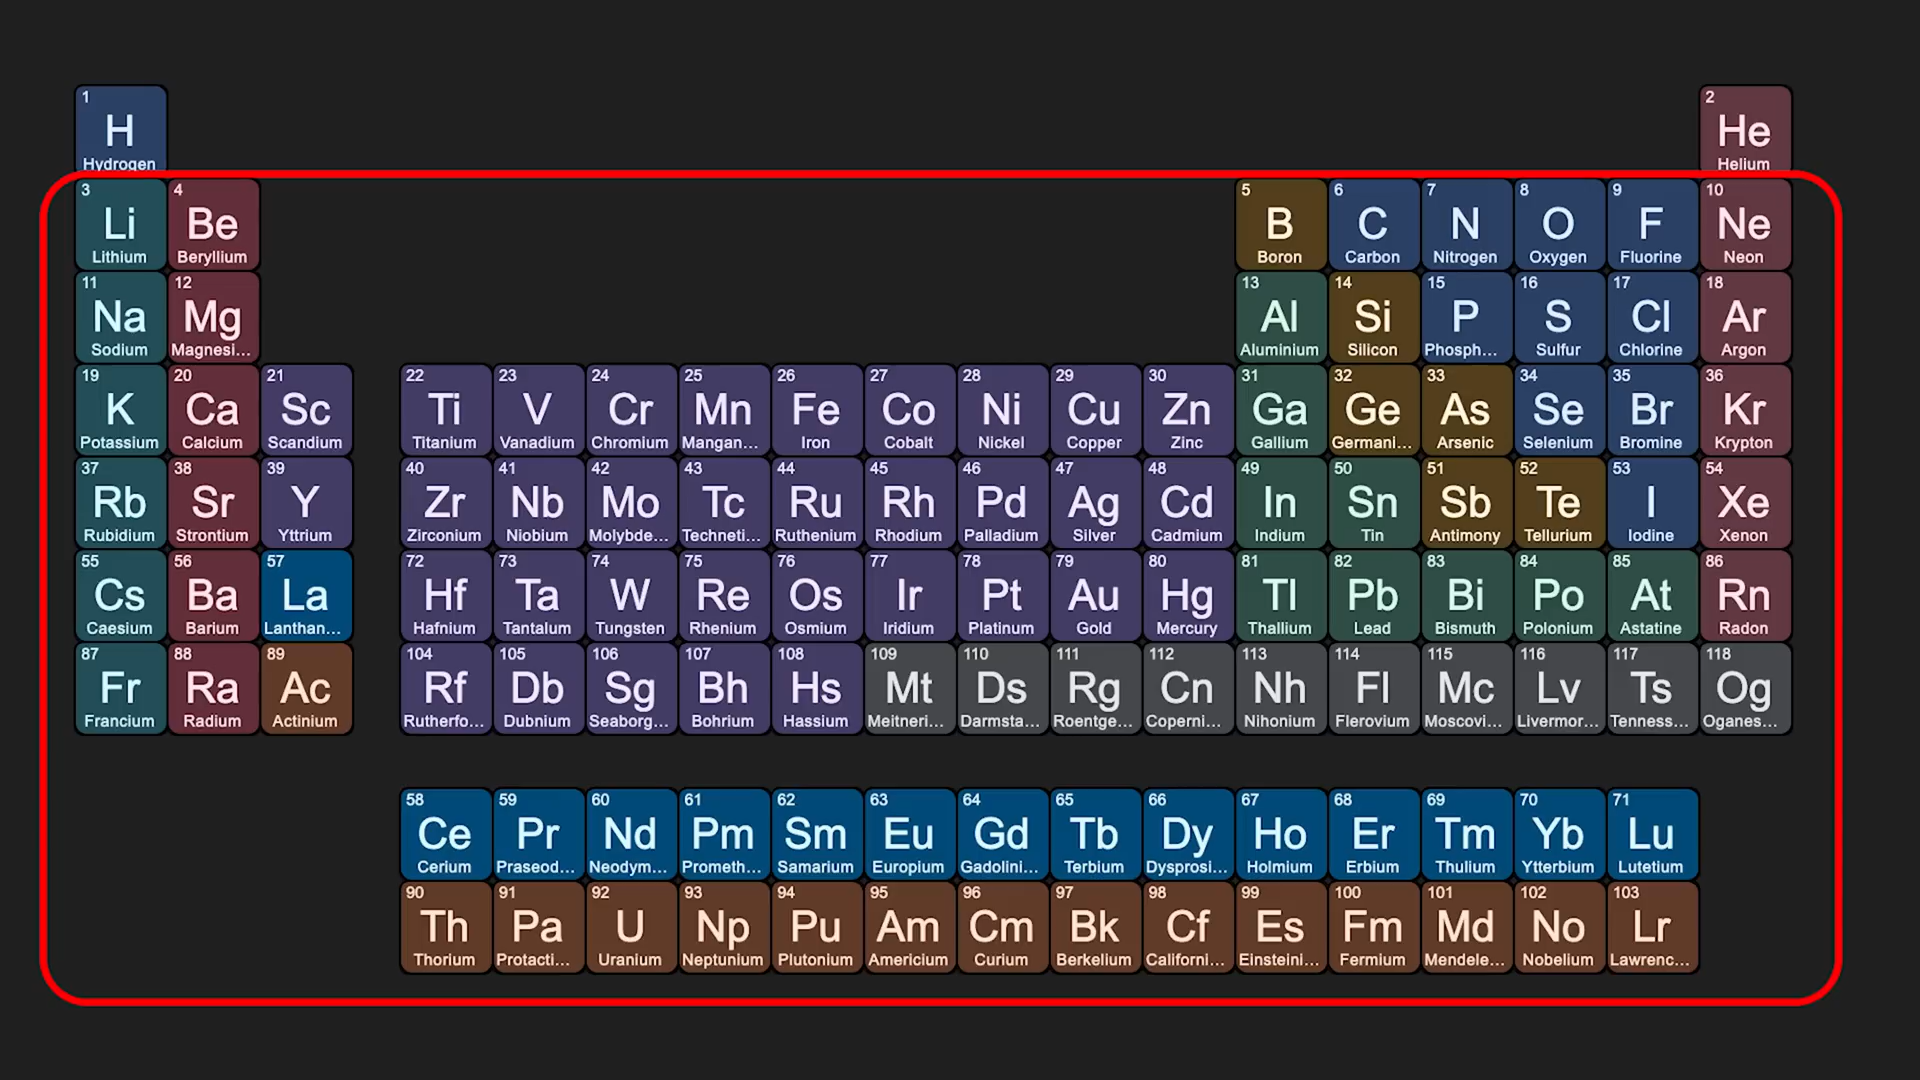 1 2
H He
Hydrogen Helium
3 4 5 6 7 8 9 10
Li Be B C N O F Ne
Lithium Beryllium Boron Carbon Nitrogen Oxygen Fluorine Neon
11 12 13 14 15 16 17 18
Na Mg Al Si P S Cl Ar
Sodium Magnesi... Aluminium Silicon Phosph... Sulfur Chlorine Argon
19 20 21 22 23 24 25 26 27 28 29 30 31 32 33 34 35 36
K Ca Sc Ti V Cr Mn Fe Co Ni Cu Zn Ga Ge As Se Br Kr
Potassium Calcium Scandium Titanium Vanadium Chromium Mangan... Iron Cobalt Nickel Copper Zinc Gallium Germani... Arsenic Selenium Bromine Krypton
37 38 39 40 41 42 43 44 45 46 47 48 49 50 51 52 53 54
Rb Sr Y Zr Nb Mo Tc Ru Rh Pd Ag Cd In Sn Sb Te I Xe
Rubidium Strontium Yttrium Zirconium Niobium Molybde... Techneti... Ruthenium Rhodium Palladium Silver Cadmium Indium Tin Antimony Tellurium Iodine Xenon
55 56 57 72 73 74 75 76 77 78 79 80 81 82 83 84 85 86
Cs Ba La Hf Ta W Re Os Ir Pt Au Hg Tl Pb Bi Po At Rn
Caesium Barium Lanthan... Hafnium Tantalum Tungsten Rhenium Osmium Iridium Platinum Gold Mercury Thallium Lead Bismuth Polonium Astatine Radon
87 88 89 104 105 106 107 108 109 110 111 112 113 114 115 116 117 118
Fr Ra Ac Rf Db Sg Bh Hs Mt Ds Rg Cn Nh Fl Mc Lv Ts Og
Francium Radium Actinium Rutherfo... Dubnium Seaborg... Bohrium Hassium Meitneri... Darmsta... Roentge... Coperni... Nihonium Flerovium Moscovi... Livermor... Tenness... Oganes...
58 59 60 61 62 63 64 65 66 67 68 69 70 71
Ce Pr Nd Pm Sm Eu Gd Tb Dy Ho Er Tm Yb Lu
Cerium Praseod... Neodym... Prometh... Samarium Europium Gadolini... Terbium Dysprosi... Holmium Erbium Thulium Ytterbium Lutetium
90 91 92 93 94 95 96 97 98 99 100 101 102 103
Th Pa U Np Pu Am Cm Bk Cf Es Fm Md No Lr
Thorium Protacti... Uranium Neptunium Plutonium Americium Curium Berkelium Californi... Einsteini... Fermium Mendele... Nobelium Lawrenc...